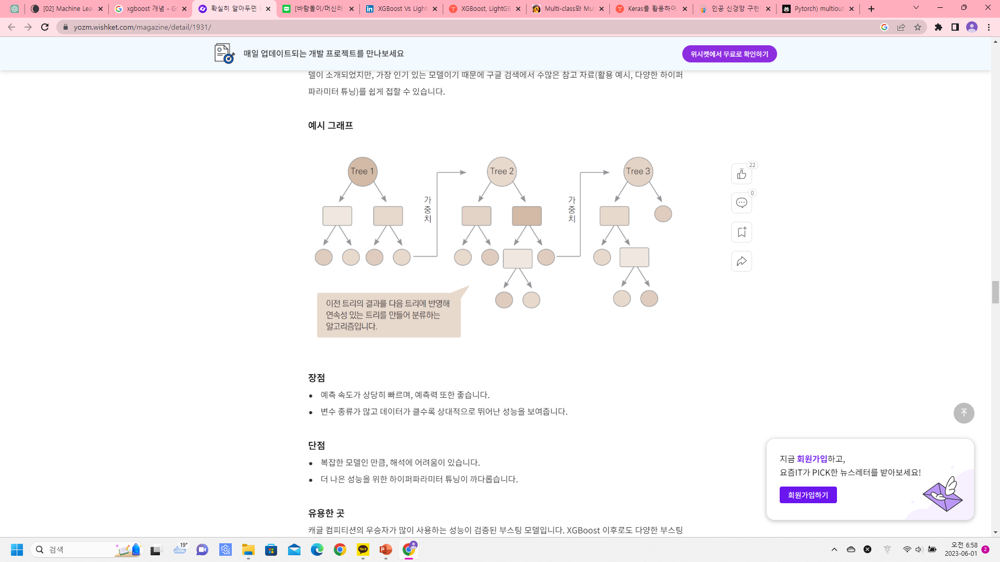 [02] Machine Lear
xgboost 개념 - Go
확실히 알아두면 만
[바람돌이/머신러
XGBoost Vs Light
XGBoost, LightGB
Multi-class와 Mul
Keras를 활용하여
인공 신경망 구현
Pytorch) multiout
yozm.wishket.com/magazine/detail/1931/
매일 업데이트되는 개발 프로젝트를 만나보세요
위시켓에서 무료로 확인하기
델이 소개되었지만, 가장 인기 있는 모델이기 때문에 구글 검색에서 수많은 참고 자료(활용 예시, 다양한 하이퍼
파라미터 튜닝)를 쉽게 접할 수 있습니다.
예시 그래프
Tree 1
Tree 2
Tree 3
가
중
치
가
중
치
22
0
이전 트리의 결과를 다음 트리에 반영해
연속성 있는 트리를 만들어 분류하는
알고리즘입니다.
장점
예측 속도가 상당히 빠르며, 예측력 또한 좋습니다.
변수 종류가 많고 데이터가 클수록 상대적으로 뛰어난 성능을 보여줍니다.
단점
복잡한 모델인 만큼, 해석에 어려움이 있습니다.
더 나은 성능을 위한 하이퍼파라미터 튜닝이 까다롭습니다.
유용한 곳
캐글 컴피티션의 우승자가 많이 사용하는 성능이 검증된 부스팅 모델입니다. XGBoost 이후로도 다양한 부스팅
지금 회원가입하고,
요즘IT가 PICK한 뉴스레터를 받아보세요!
회원가입하기
검색
19°
TALK
오전 6:58
2023-06-01
2